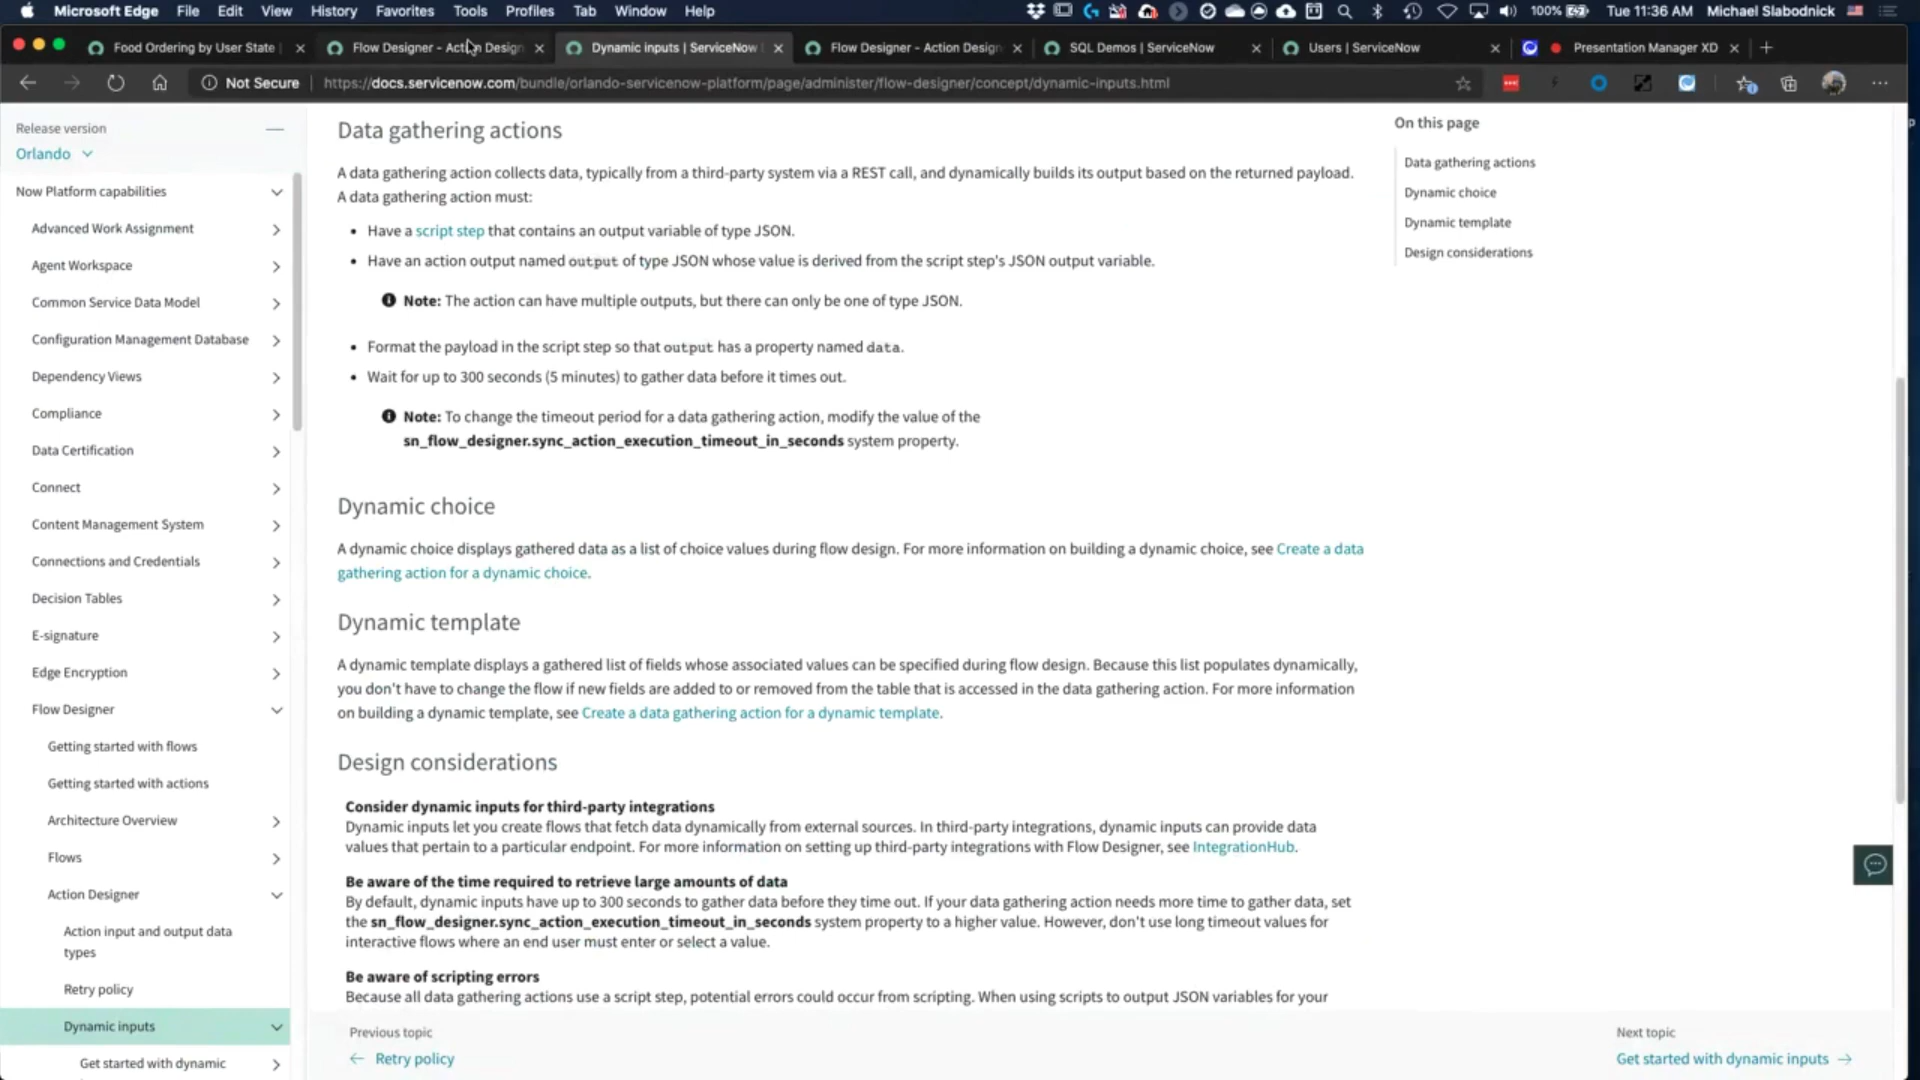 Microsoft Edge File Edit View History Favorites Tools Profiles Tab Window Help 100% Tue 11:36 AM Michael Slabodnick
Food Ordering by User State Flow Designer - Action Design Dynamic inputs | ServiceNow Flow Designer - Action Design SQL Demos | ServiceNow Users | ServiceNow Presentation Manager XD
Not Secure https://docs.servicenow.com/bundle/orlando-servicenow-platform/page/administer/flow-designer/concept/dynamic-inputs.html
Release version
Orlando
Now Platform capabilities
Advanced Work Assignment
Agent Workspace
Common Service Data Model
Configuration Management Database
Dependency Views
Compliance
Data Certification
Connect
Content Management System
Connections and Credentials
Decision Tables
E-signature
Edge Encryption
Flow Designer
Getting started with flows
Getting started with actions
Architecture Overview
Flows
Action Designer
Action input and output data
types
Retry policy
Dynamic inputs
Get started with dynamic
Data gathering actions
A data gathering action collects data, typically from a third-party system via a REST call, and dynamically builds its output based on the returned payload.
A data gathering action must:
• Have a script step that contains an output variable of type JSON.
• Have an action output named output of type JSON whose value is derived from the script step's JSON output variable.
Note: The action can have multiple outputs, but there can only be one of type JSON.
• Format the payload in the script step so that output has a property named data.
• Wait for up to 300 seconds (5 minutes) to gather data before it times out.
Note: To change the timeout period for a data gathering action, modify the value of the
sn_flow_designer.sync_action_execution_timeout_in_seconds system property.
Dynamic choice
A dynamic choice displays gathered data as a list of choice values during flow design. For more information on building a dynamic choice, see Create a data
gathering action for a dynamic choice.
Dynamic template
A dynamic template displays a gathered list of fields whose associated values can be specified during flow design. Because this list populates dynamically,
you don't have to change the flow if new fields are added to or removed from the table that is accessed in the data gathering action. For more information
on building a dynamic template, see Create a data gathering action for a dynamic template.
Design considerations
Consider dynamic inputs for third-party integrations
Dynamic inputs let you create flows that fetch data dynamically from external sources. In third-party integrations, dynamic inputs can provide data
values that pertain to a particular endpoint. For more information on setting up third-party integrations with Flow Designer, see IntegrationHub.
Be aware of the time required to retrieve large amounts of data
By default, dynamic inputs have up to 300 seconds to gather data before they time out. If your data gathering action needs more time to gather data, set
the sn_flow_designer.sync_action_execution_timeout_in_seconds system property to a higher value. However, don't use long timeout values for
interactive flows where an end user must enter or select a value.
Be aware of scripting errors
Because all data gathering actions use a script step, potential errors could occur from scripting. When using scripts to output JSON variables for your
Previous topic
← Retry policy
Next topic
Get started with dynamic inputs →
On this page
Data gathering actions
Dynamic choice
Dynamic template
Design considerations